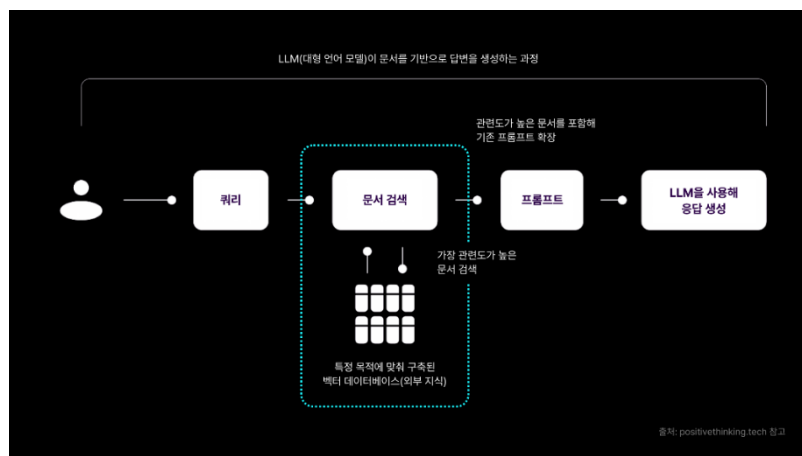 LLM(대형 언어 모델)이 문서를 기반으로 답변을 생성하는 과정
관련도가 높은 문서를 포함해
기존 프롬프트 확장
쿼리
문서 검색
프롬프트
LLM을 사용해
응답 생성
가장 관련도가 높은
문서 검색
특정 목적에 맞춰 구축된
벡터 데이터베이스(외부 지식)
출처: positivethinking.tech 참고